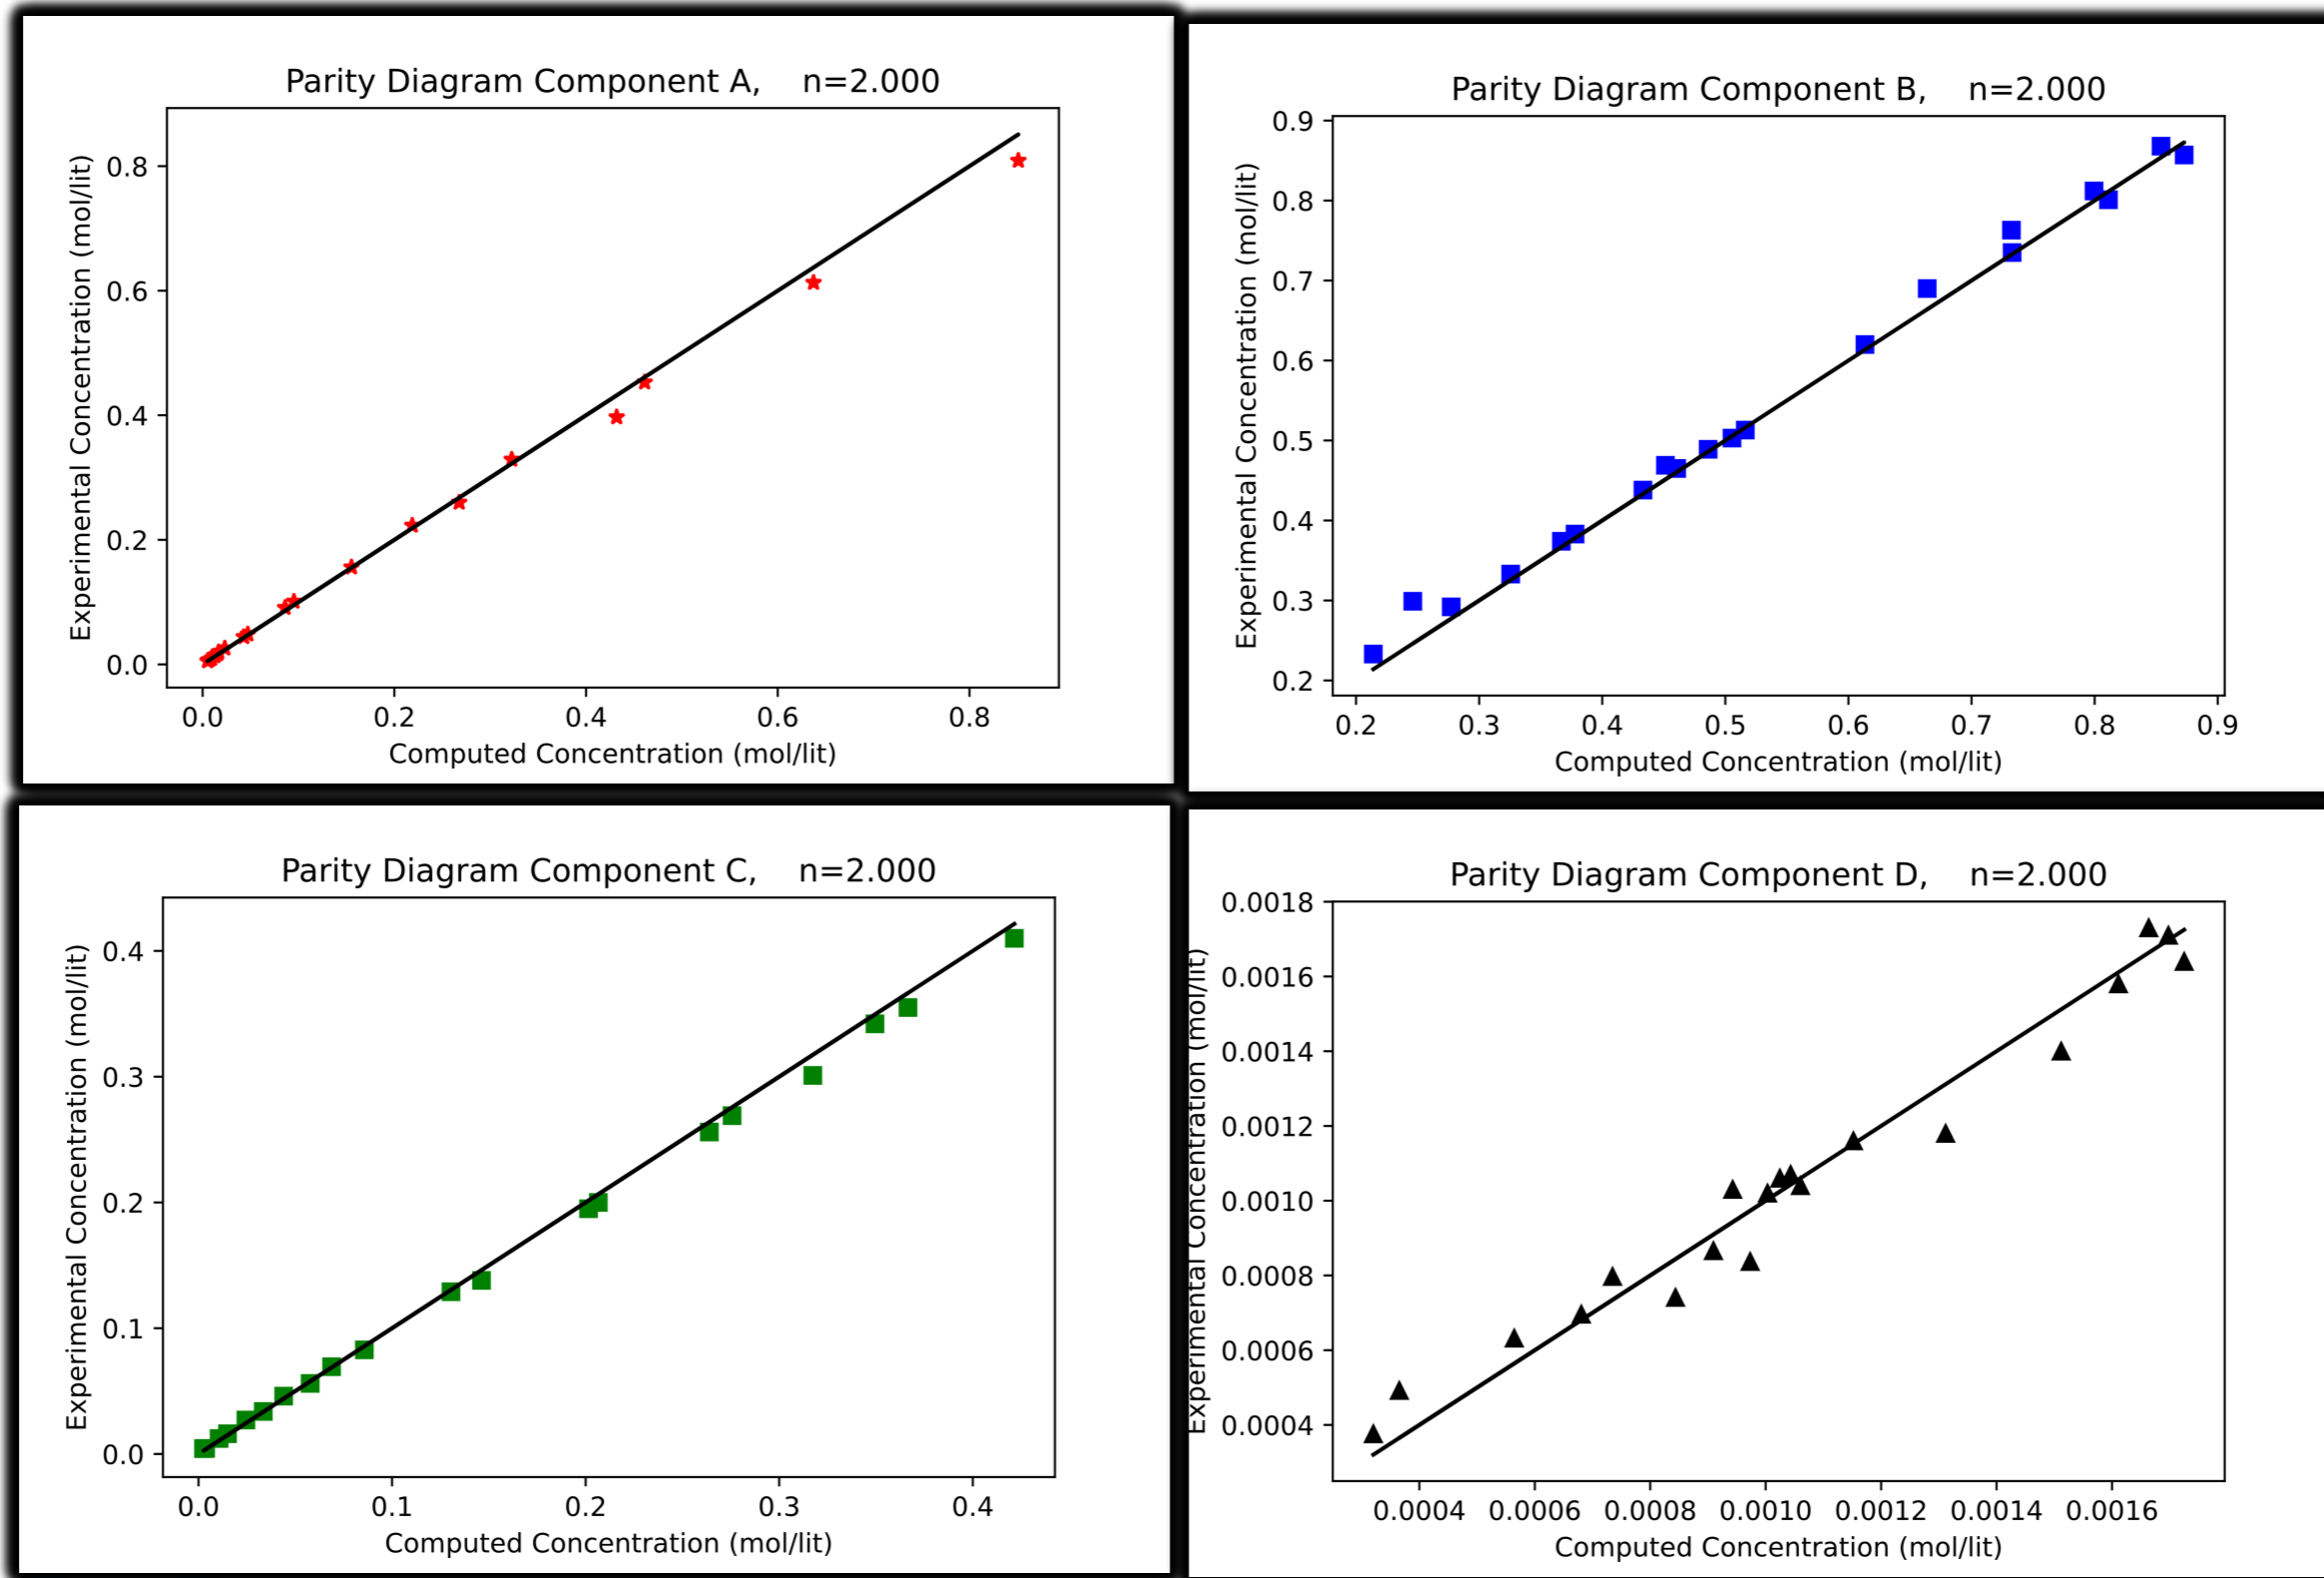 Parity Diagram Component A, n=2.000
Experimental Concentration (mol/lit)
0.8
0.6
0.4
0.2
0.0
0.0 0.2 0.4 0.6 0.8
Computed Concentration (mol/lit)
Parity Diagram Component B, n=2.000
Experimental Concentration (mol/lit)
0.9
0.8
0.7
0.6
0.5
0.4
0.3
0.2
0.2 0.3 0.4 0.5 0.6 0.7 0.8 0.9
Computed Concentration (mol/lit)
Parity Diagram Component C, n=2.000
Experimental Concentration (mol/lit)
0.4
0.3
0.2
0.1
0.0
0.0 0.1 0.2 0.3 0.4
Computed Concentration (mol/lit)
Parity Diagram Component D, n=2.000
Experimental Concentration (mol/lit)
0.0018
0.0016
0.0014
0.0012
0.0010
0.0008
0.0006
0.0004
0.0004 0.0006 0.0008 0.0010 0.0012 0.0014 0.0016
Computed Concentration (mol/lit)